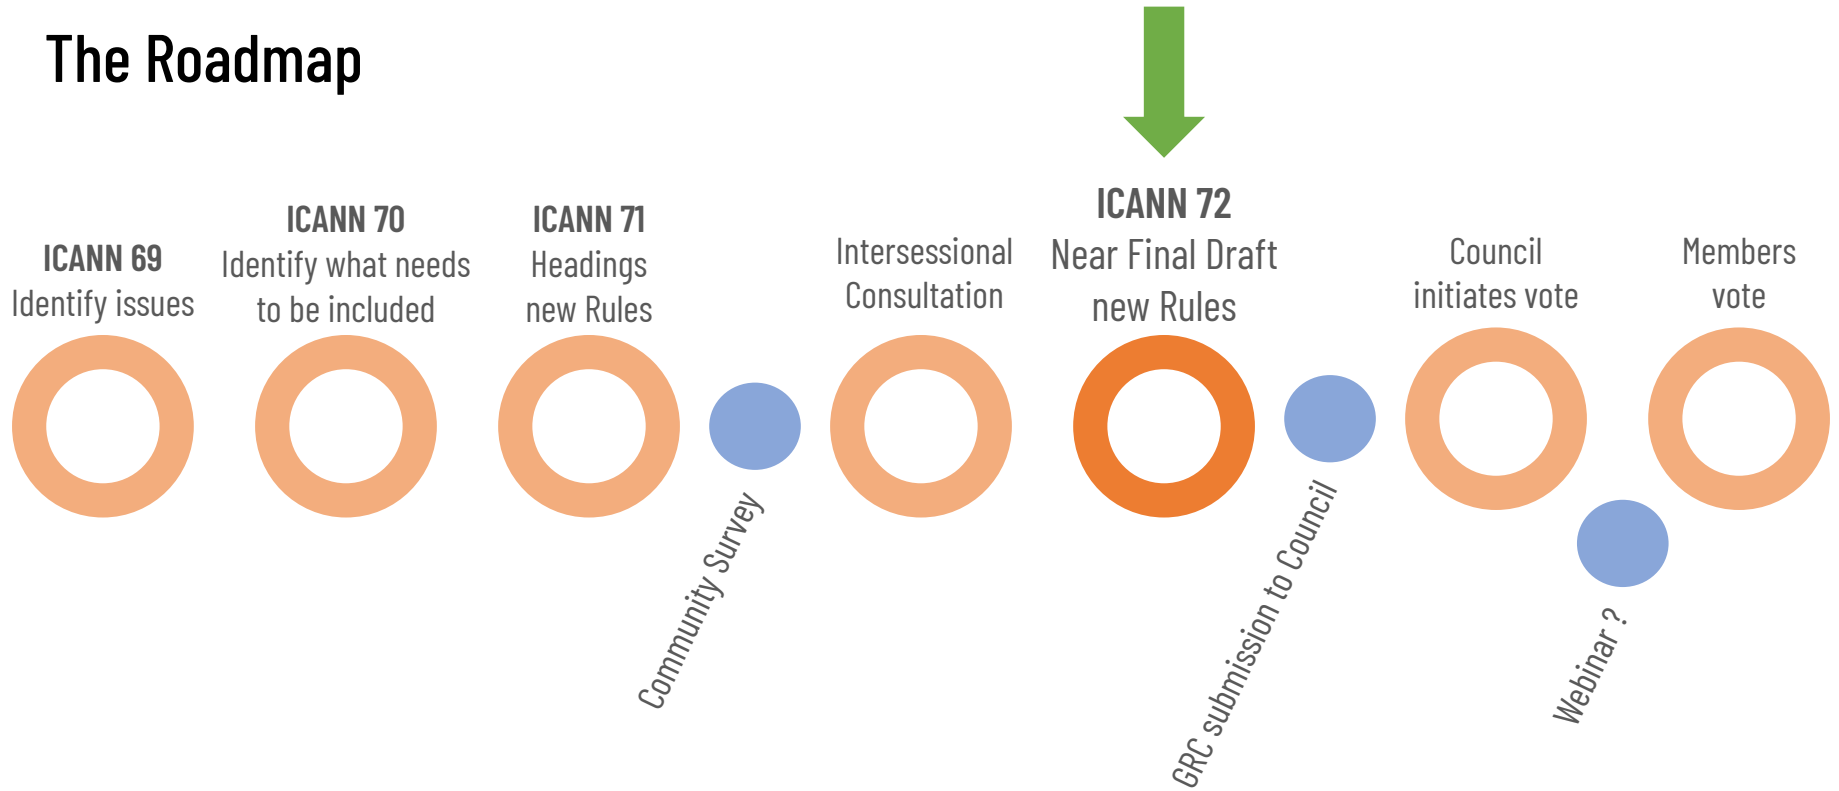 The Roadmap
ICANN 69
Identify issues
ICANN 70
Identify what needs
to be included
ICANN 71
Headings
new Rules
Community Survey
Intersessional
Consultation
ICANN 72
Near Final Draft
new Rules
GRC submission to Council
Council
initiates vote
Webinar ?
Members
vote